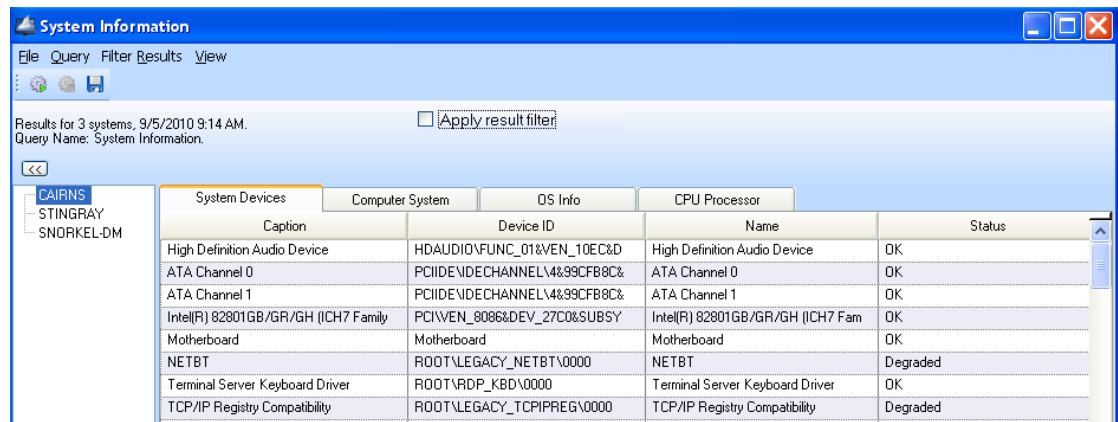 System Information
File Query Filter Results View
Results for 3 systems, 9/5/2010 9:14 AM.
Query Name: System Information.
Apply result filter
<<
CAIRNS
STINGRAY
SNORKEL-DM
System Devices Computer System OS Info CPU Processor
Caption Device ID Name Status
High Definition Audio Device HDAUDIO\FUNC_01&VEN_10EC&D High Definition Audio Device OK
ATA Channel 0 PCIIDE\IDECHANNEL\4&99CFB8C& ATA Channel 0 OK
ATA Channel 1 PCIIDE\IDECHANNEL\4&99CFB8C& ATA Channel 1 OK
Intel(R) 82801GB/GR/GH (ICH7 Family PCI\VEN_8086&DEV_27C0&SUBSY Intel(R) 82801GB/GR/GH (ICH7 Fam OK
Motherboard Motherboard Motherboard OK
NETBT ROOT\LEGACY_NETBT\0000 NETBT Degraded
Terminal Server Keyboard Driver ROOT\RDP_KBD\0000 Terminal Server Keyboard Driver OK
TCP/IP Registry Compatibility ROOT\LEGACY_TCPIPREG\0000 TCP/IP Registry Compatibility Degraded